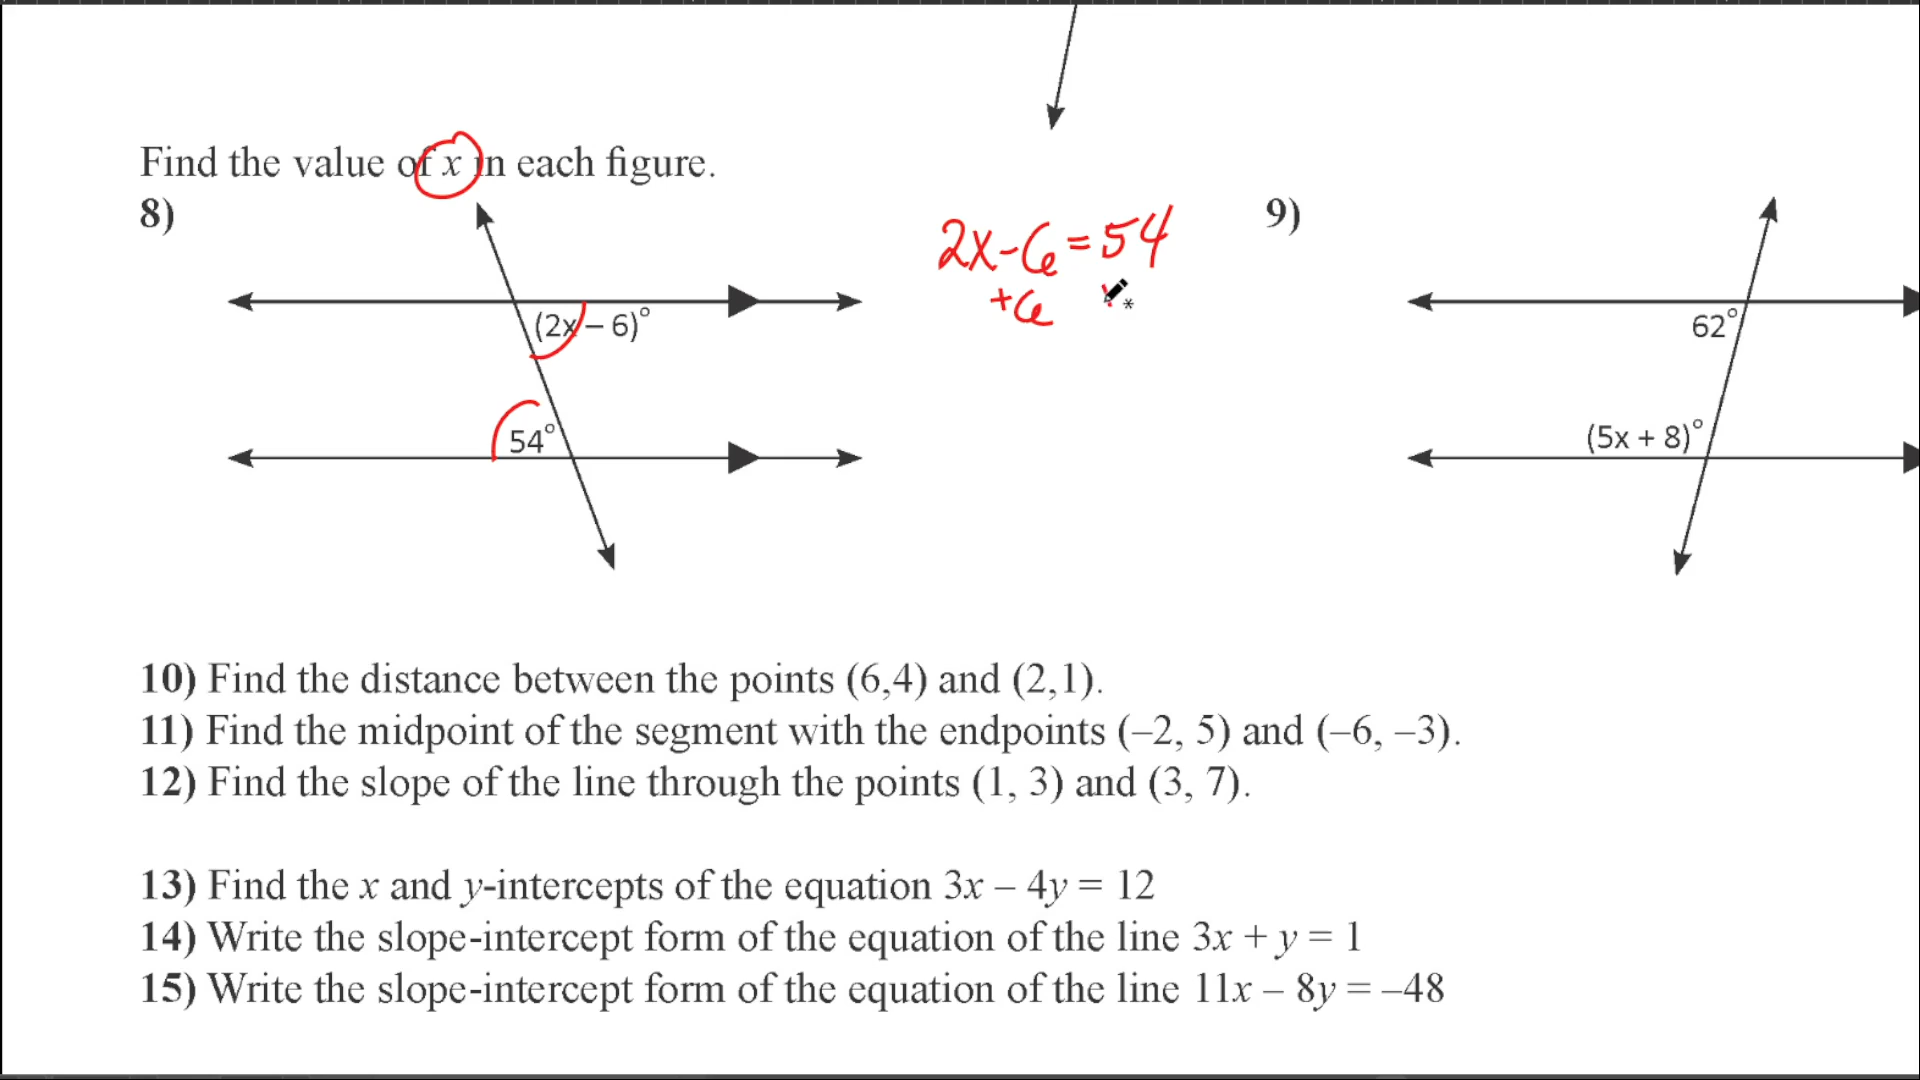 Find the value of x in each figure.
8)
(2x – 6)°
54°
2x-6=54
+6
9)
62°
(5x + 8)°
10) Find the distance between the points (6,4) and (2,1).
11) Find the midpoint of the segment with the endpoints (–2, 5) and (–6, –3).
12) Find the slope of the line through the points (1, 3) and (3, 7).
13) Find the x and y-intercepts of the equation 3x – 4y = 12
14) Write the slope-intercept form of the equation of the line 3x + y = 1
15) Write the slope-intercept form of the equation of the line 11x – 8y = –48